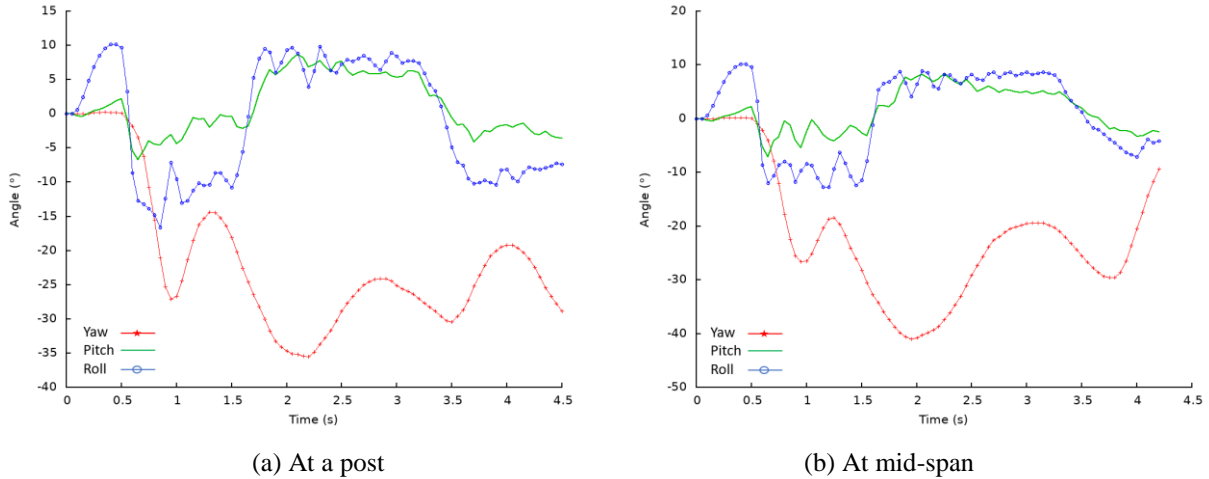 15
10
5
0
-5
-10
-15
-20
-25
-30
-35
-40
Angle (°)
Yaw
Pitch
Roll
0 0.5 1 1.5 2 2.5 3 3.5 4 4.5
Time (s)
(a) At a post
20
10
0
-10
-20
-30
-40
-50
Angle (°)
Yaw
Pitch
Roll
0 0.5 1 1.5 2 2.5 3 3.5 4 4.5
Time (s)
(b) At mid-span